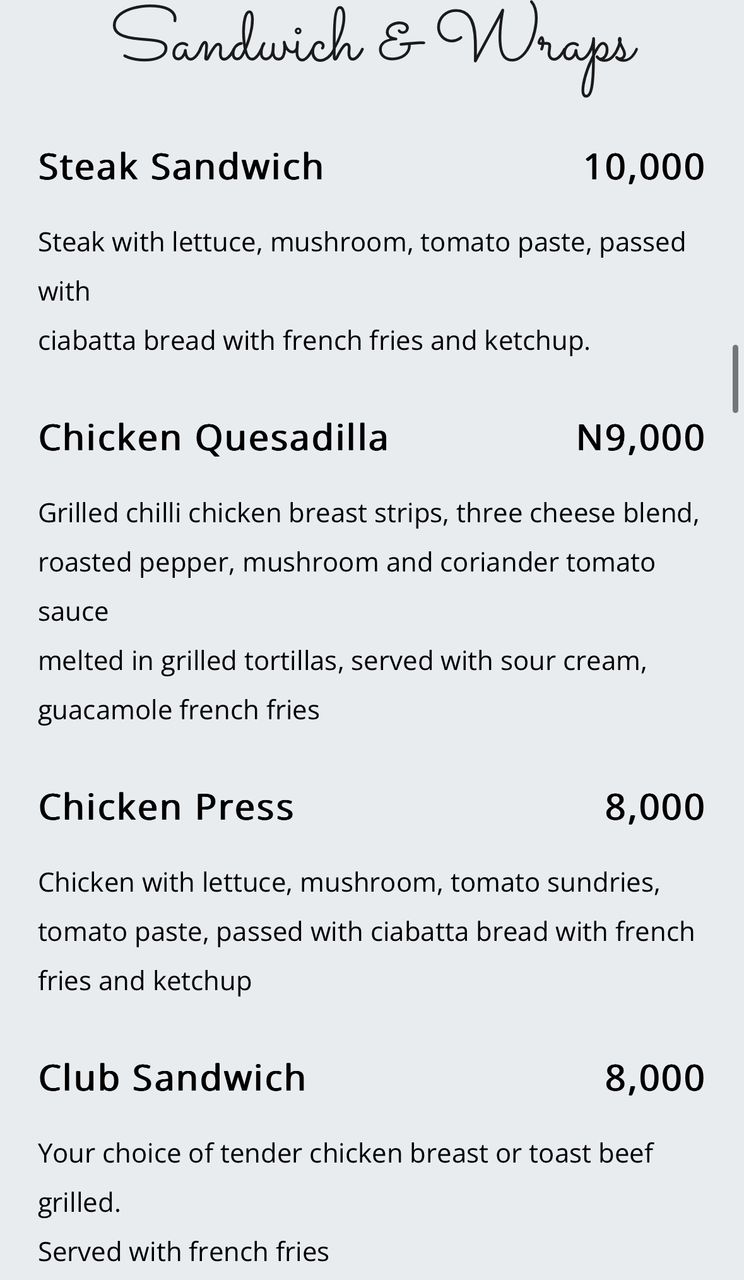 Sandwich & Wraps
Steak Sandwich 10,000
Steak with lettuce, mushroom, tomato paste, passed
with
ciabatta bread with french fries and ketchup.
Chicken Quesadilla N9,000
Grilled chilli chicken breast strips, three cheese blend,
roasted pepper, mushroom and coriander tomato
sauce
melted in grilled tortillas, served with sour cream,
guacamole french fries
Chicken Press 8,000
Chicken with lettuce, mushroom, tomato sundries,
tomato paste, passed with ciabatta bread with french
fries and ketchup
Club Sandwich 8,000
Your choice of tender chicken breast or toast beef
grilled.
Served with french fries